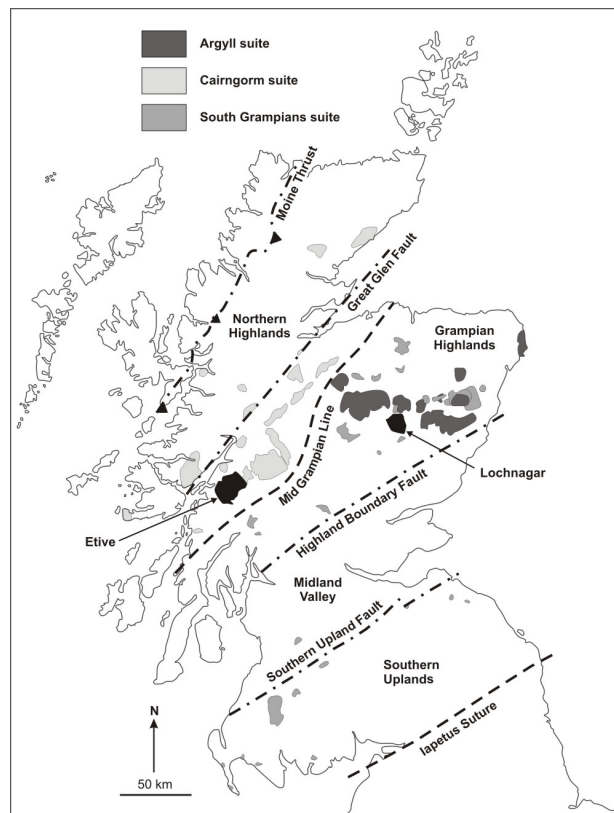 Argyll suite
Cairngorm suite
South Grampians suite
Moine Thrust
Great Glen Fault
Northern
Highlands
Grampian
Highlands
Mid Grampian Line
Lochnagar
Highland Boundary Fault
Etive
Midland
Valley
Southern Upland Fault
Southern
Uplands
Iapetus Suture
N
50 km